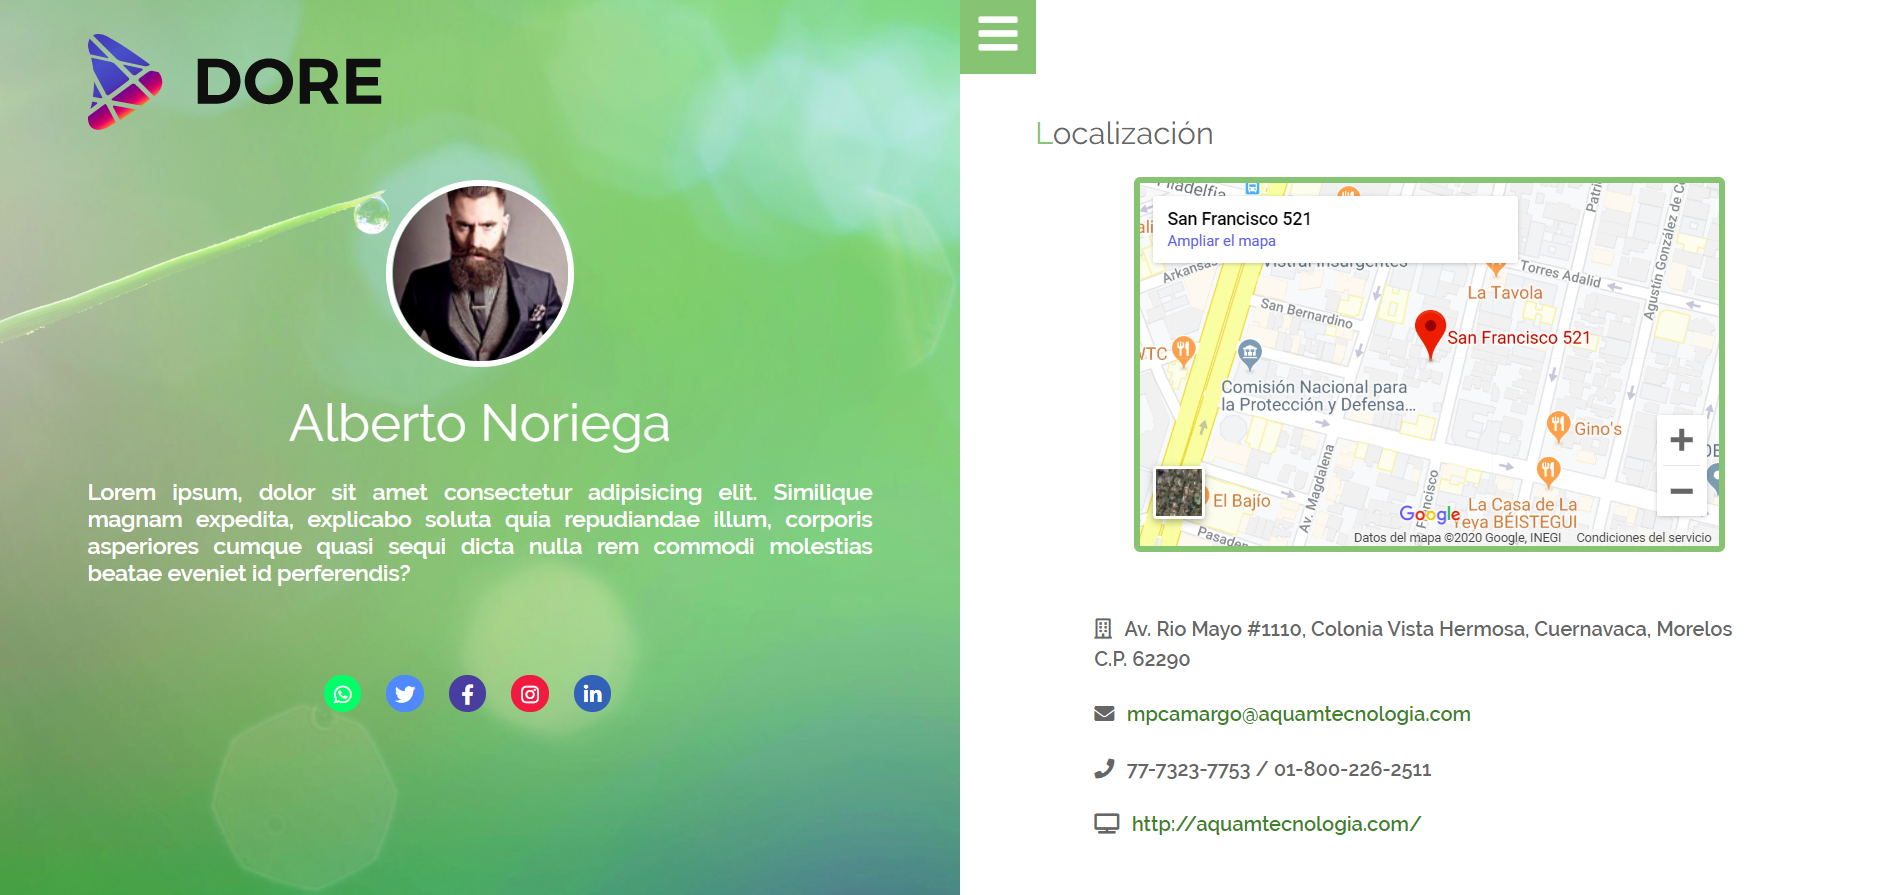 DORE
Alberto Noriega
Lorem ipsum, dolor sit amet consectetur adipisicing elit. Similique
magnam expedita, explicabo soluta quia repudiandae illum, corporis
asperiores cumque quasi sequi dicta nulla rem commodi molestias
beatae eveniet id perferendis?
Localización
San Francisco 521
Ampliar el mapa
Arkansas
Torres Adalid
Agustín González de Co
La Tavola
San Bernardino
San Francisco 521
WTC
Comisión Nacional para
la Protección y Defensa...
Gino's
Av. Magdalena
El Bajío
La Casa de La
BÉISTEGUI
Google
Datos del mapa ©2020 Google, INEGI
Condiciones del servicio
Av. Rio Mayo #1110, Colonia Vista Hermosa, Cuernavaca, Morelos
C.P. 62290
mpcamargo@aquamtecnologia.com
77-7323-7753 / 01-800-226-2511
http://aquamtecnologia.com/